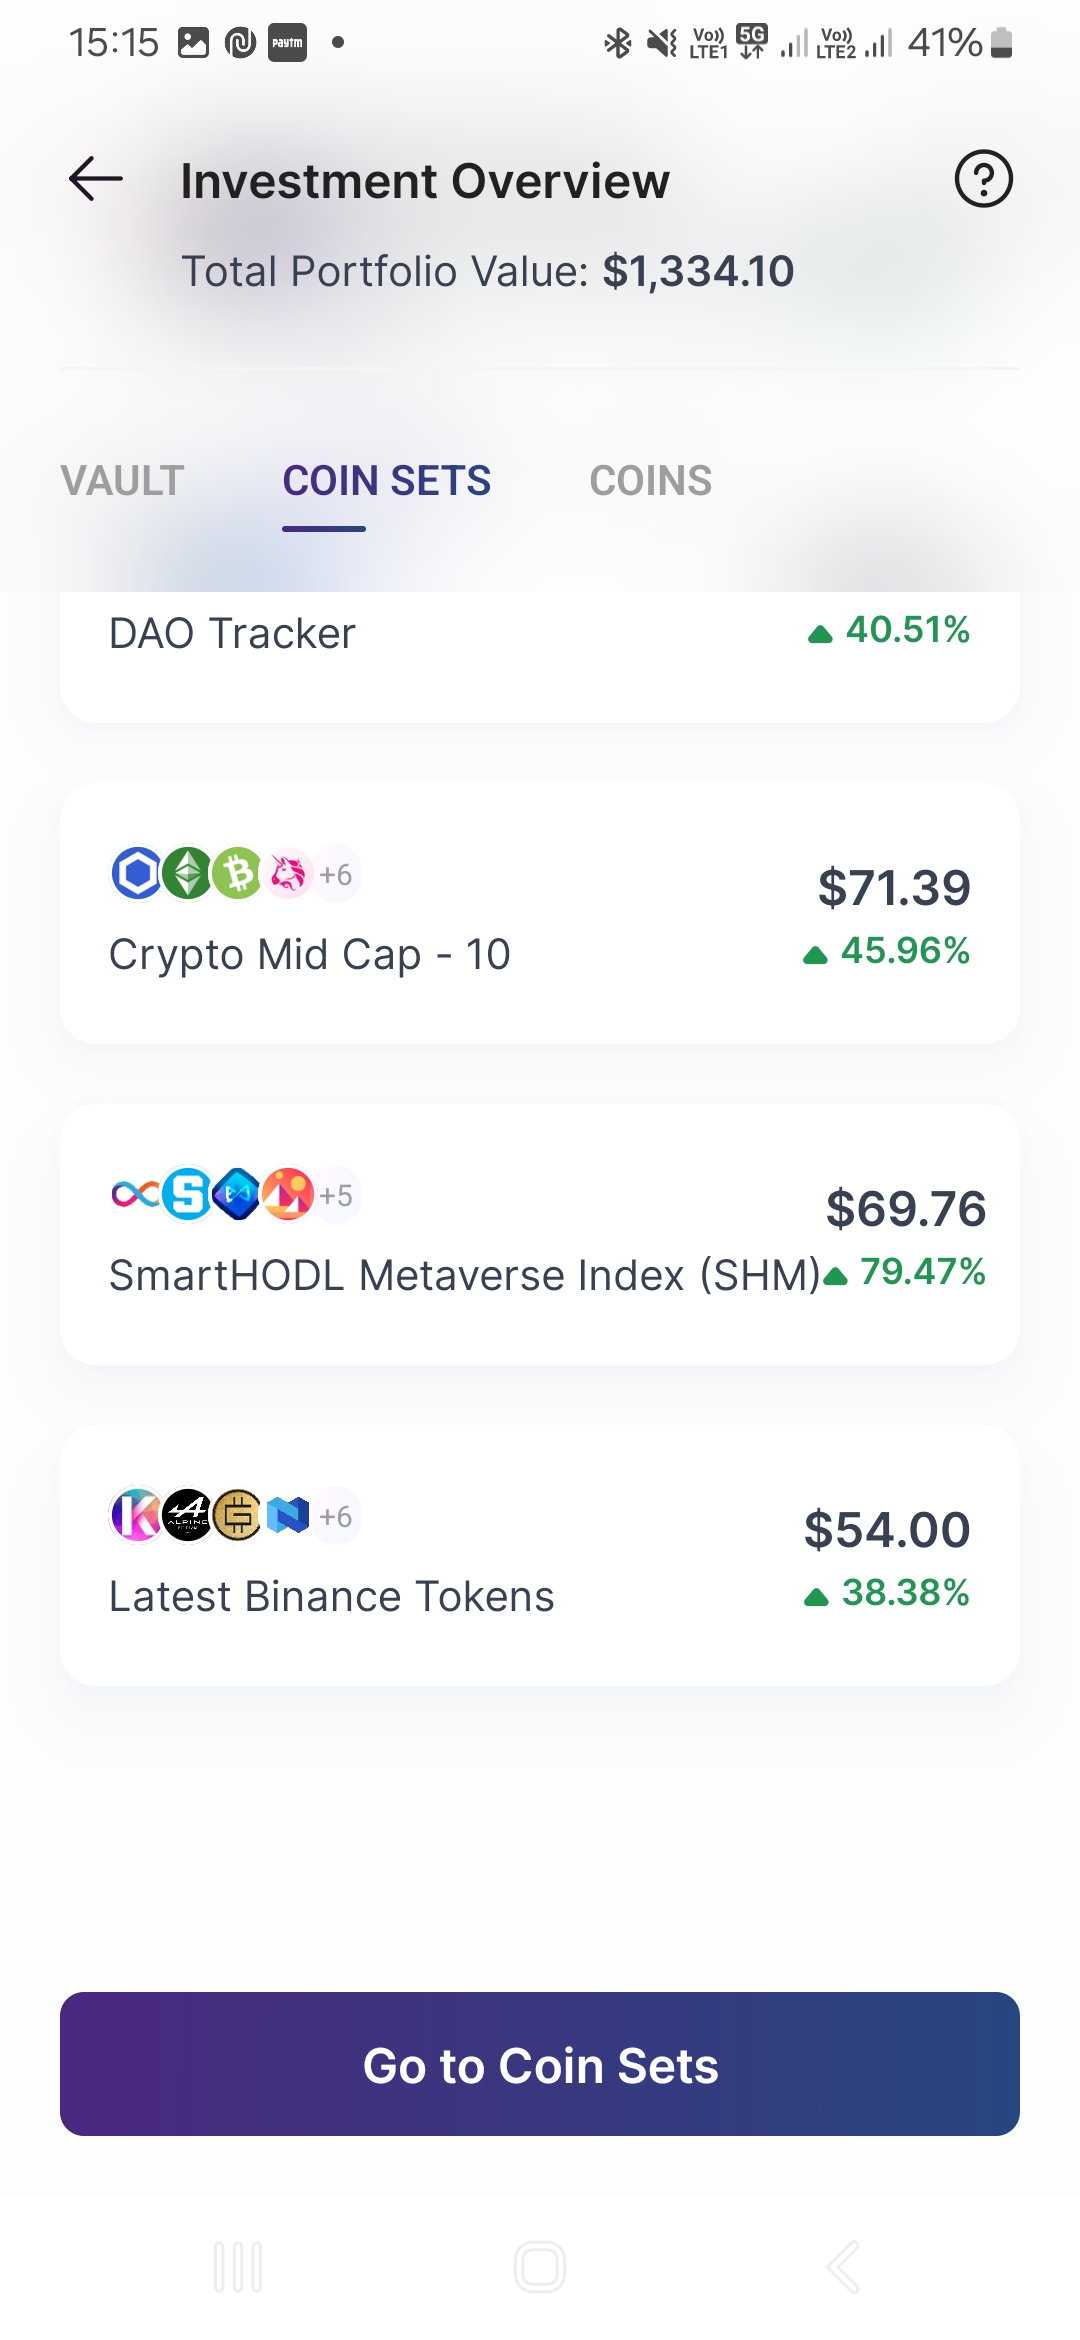 15:15 paytm Vo)) LTE1 5G Vo)) LTE2 41%
Investment Overview
Total Portfolio Value: $1,334.10
VAULT COIN SETS COINS
DAO Tracker 40.51%
+6 $71.39
Crypto Mid Cap - 10 45.96%
+5 $69.76
SmartHODL Metaverse Index (SHM) 79.47%
ALPINE
+6 $54.00
Latest Binance Tokens 38.38%
Go to Coin Sets